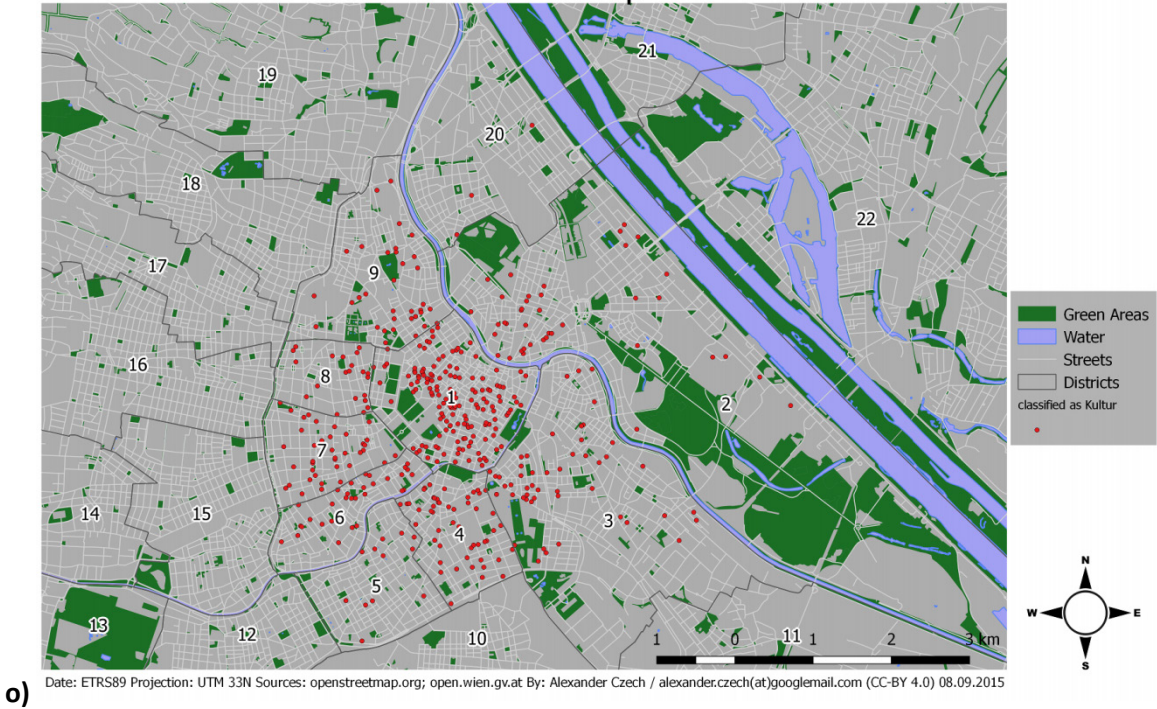 21
19
20
18
22
17
9
16
8
1
2
7
14
15
6
3
4
5
13
12
10
11
Green Areas
Water
Streets
Districts
classified as Kultur
N
W E
S
1 0 1 2 3 km
o) Date: ETRS89 Projection: UTM 33N Sources: openstreetmap.org; open.wien.gv.at By: Alexander Czech / alexander.czech(at)googlemail.com (CC-BY 4.0) 08.09.2015